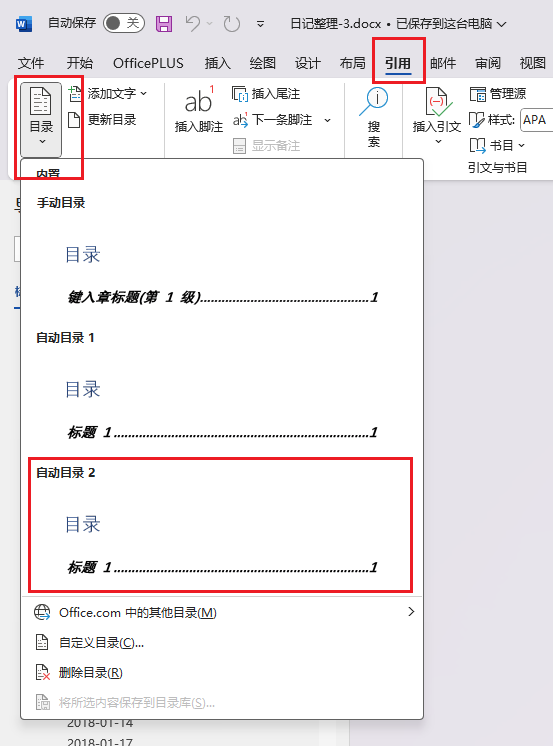 自动保存 关 日记整理-3.docx • 已保存到这台电脑
文件 开始 OfficePLUS 插入 绘图 设计 布局 引用 邮件 审阅 视图
目录
添加文字
更新目录
ab 1
插入脚注
插入尾注
ab 1 下一条脚注
显示备注
搜索
插入引文
管理源
样式: APA
书目
引文与书目
内置
手动目录
目录
键入章标题(第 1 级)...............................................1
自动目录 1
目录
标题 1.......................................................................1
自动目录 2
目录
标题 1.......................................................................1
Office.com 中的其他目录(M)
自定义目录(C)...
删除目录(R)
将所选内容保存到目录库(S)...
2018-01-14
2018-01-17